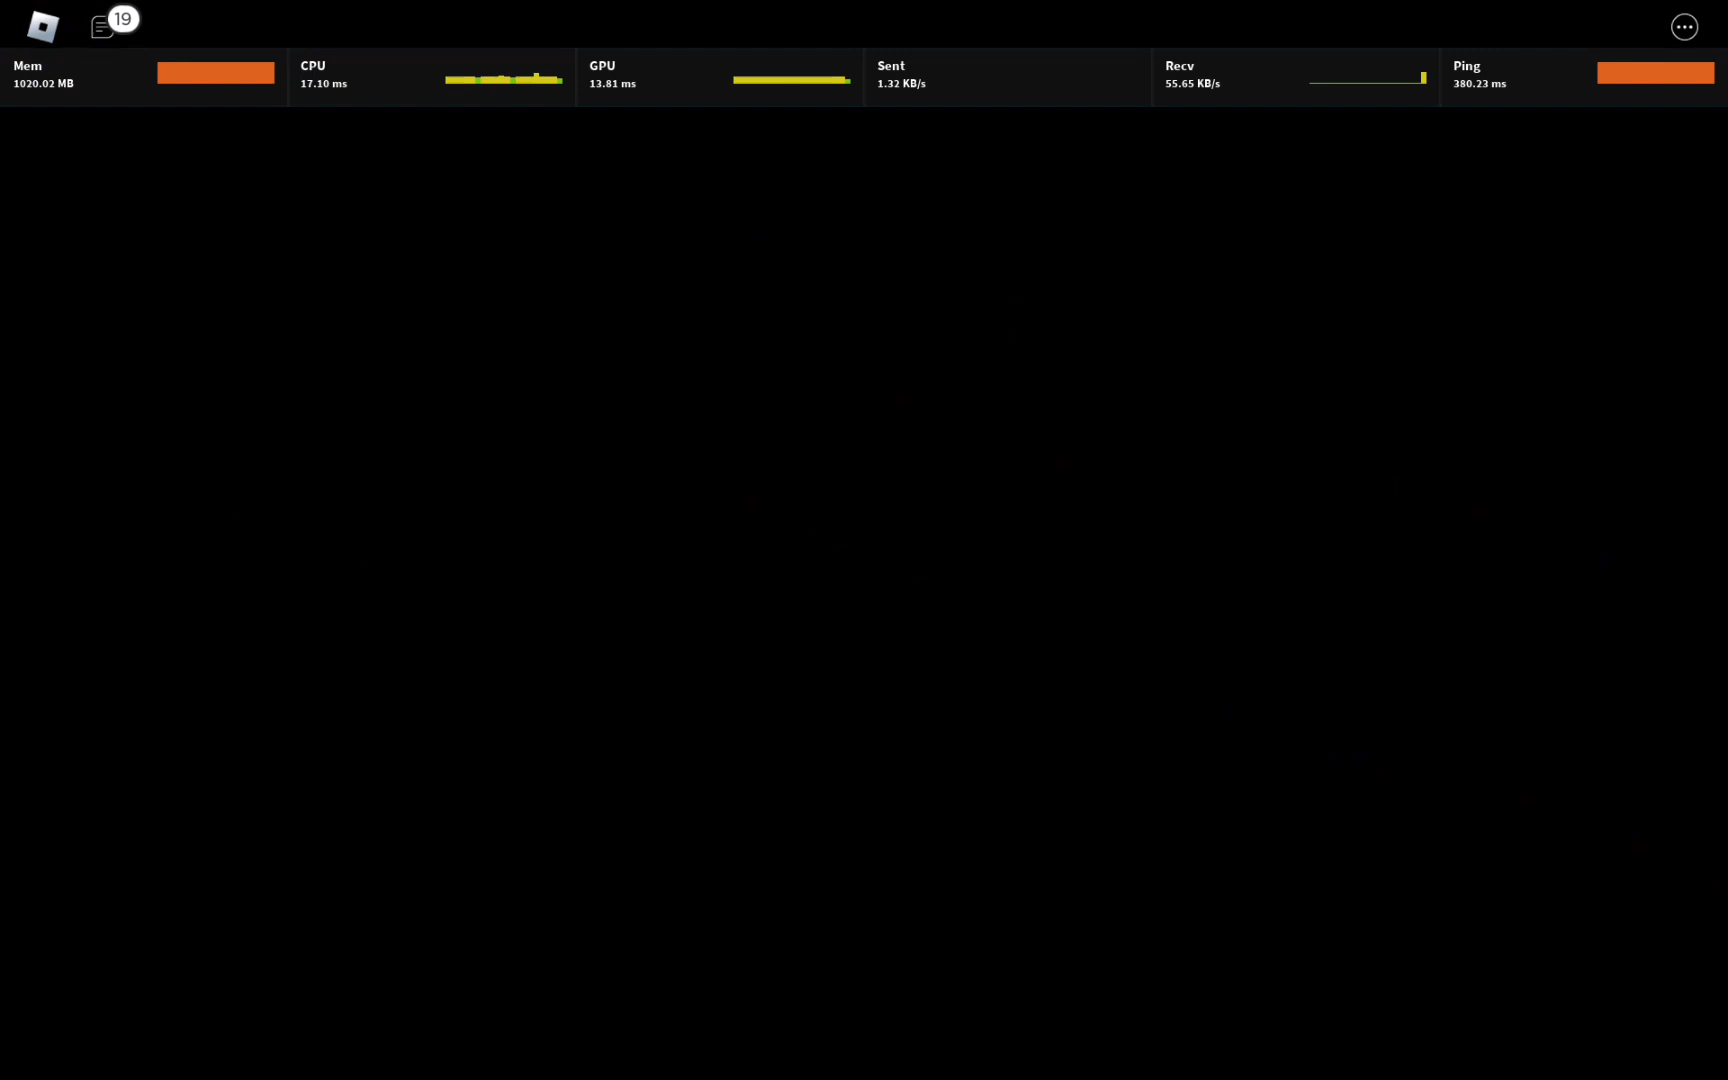 19
Mem
1020.02 MB
CPU
17.10 ms
GPU
13.81 ms
Sent
1.32 KB/s
Recv
55.65 KB/s
Ping
380.23 ms